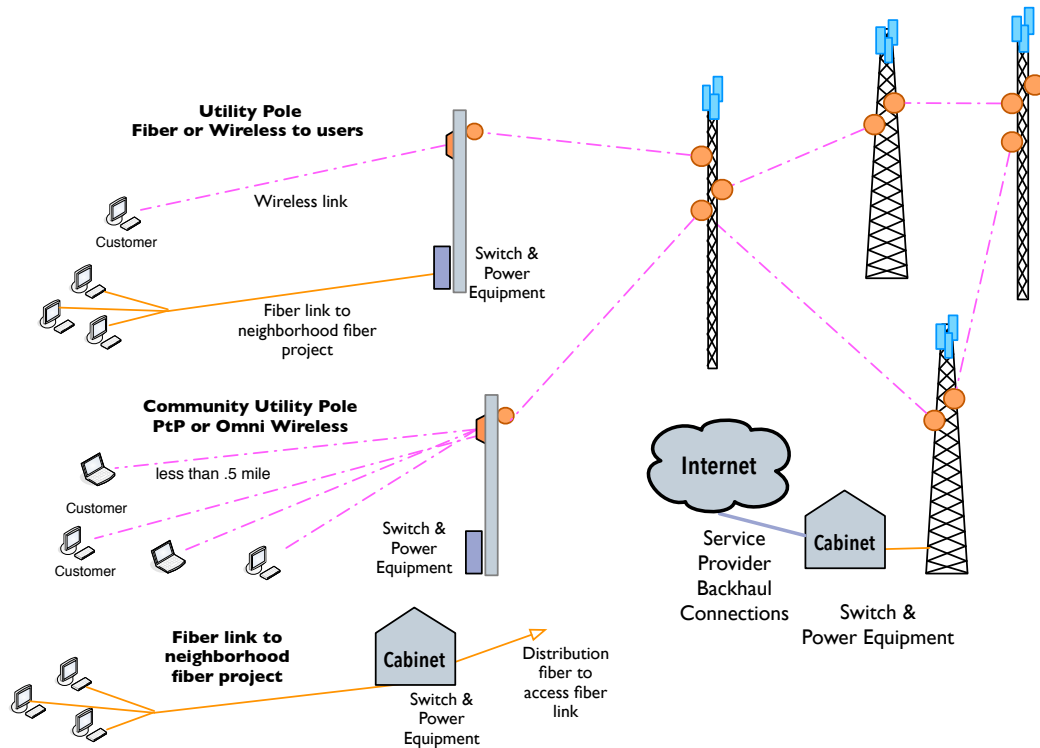 Utility Pole
Fiber or Wireless to users
Wireless link
Customer
Switch &
Power
Equipment
Fiber link to
neighborhood fiber
project
Community Utility Pole
PtP or Omni Wireless
less than .5 mile
Customer
Customer
Switch &
Power
Equipment
Internet
Cabinet
Service
Provider
Backhaul
Connections
Switch &
Power Equipment
Fiber link to
neighborhood
fiber project
Cabinet
Switch &
Power
Equipment
Distribution
fiber to
access fiber
link